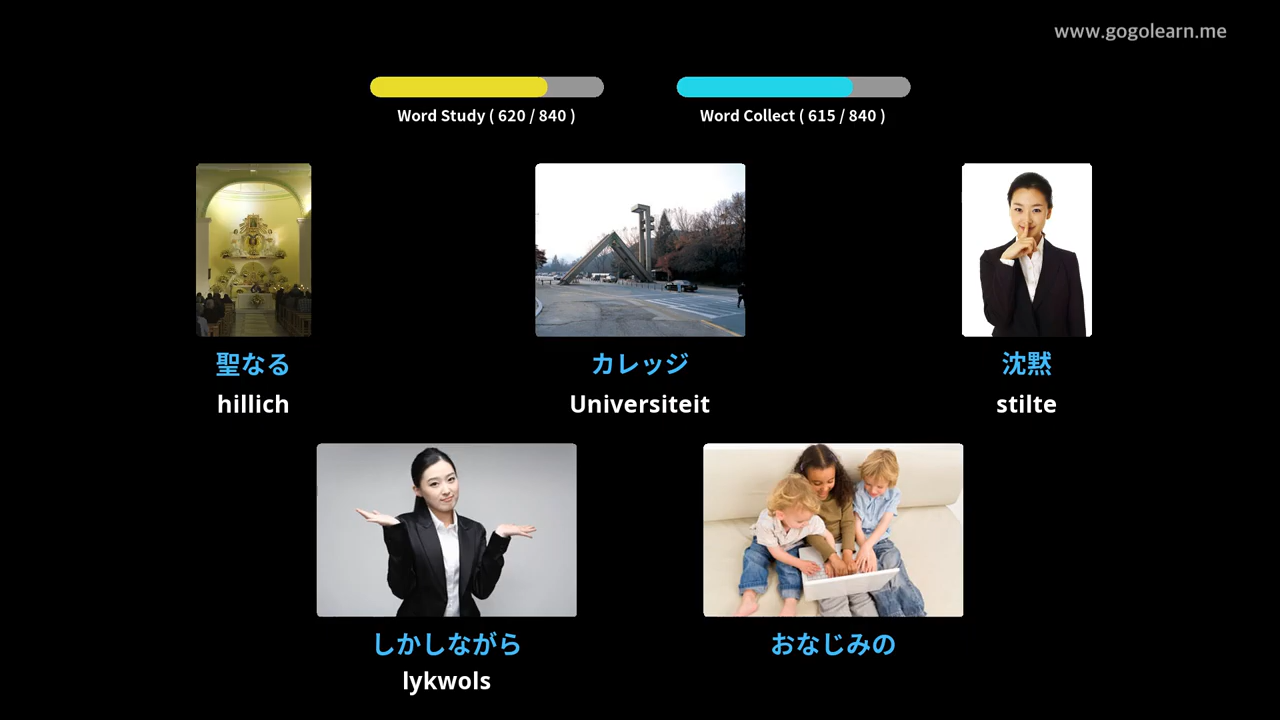 www.gogolearn.me
Word Study ( 620 / 840 )
Word Collect ( 615 / 840 )
聖なる
hillich
カレッジ
Universiteit
沈黙
stilte
しかしながら
lykwols
おなじみの